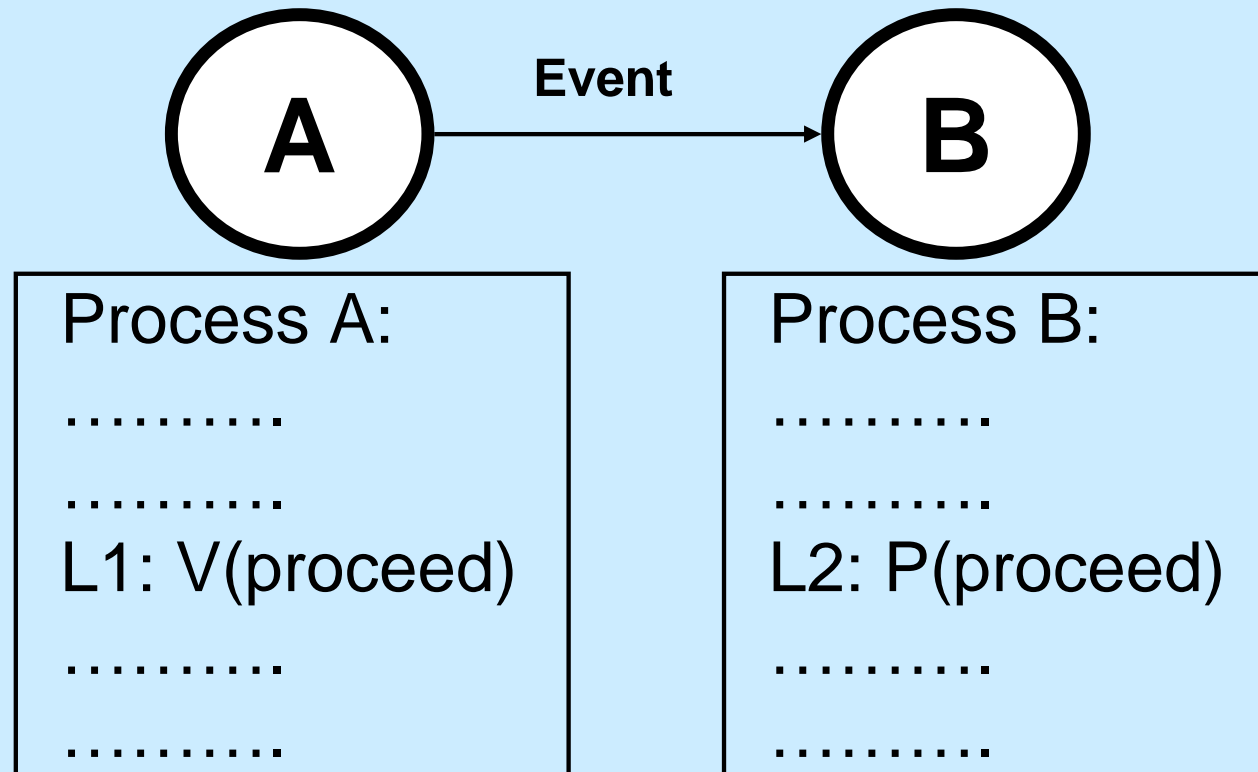 Event
A
B
Process A:
……….
……….
L1: V(proceed)
……….
……….
Process B:
……….
……….
L2: P(proceed)
……….
……….